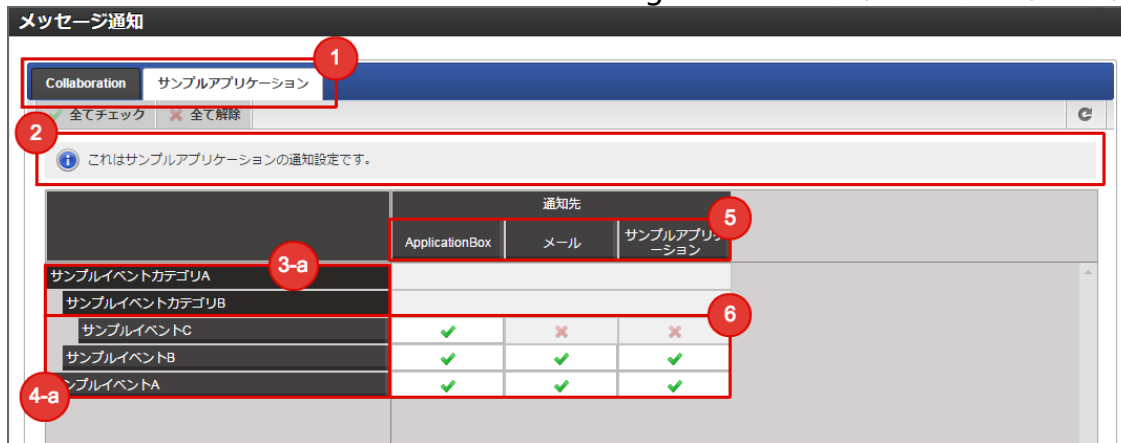 メッセージ通知
1
Collaboration サンプルアプリケーション
全てチェック 全て解除
2
これはサンプルアプリケーションの通知設定です。
通知先
5
ApplicationBox メール サンプルアプリケ
ーション
3-a
サンプルイベントカテゴリA
サンプルイベントカテゴリB
6
サンプルイベントC
サンプルイベントB
ンプルイベントA
4-a